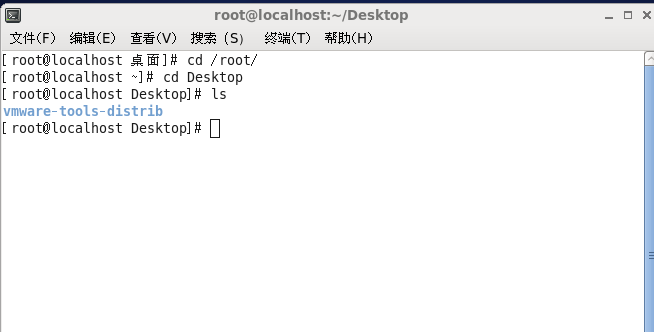 root@localhost:~/Desktop
文件(F) 编辑(E) 查看(V) 搜索 (S) 终端(T) 帮助(H)
[root@localhost 桌面]# cd /root/
[root@localhost ~]# cd Desktop
[root@localhost Desktop]# ls
vmware-tools-distrib
[root@localhost Desktop]#